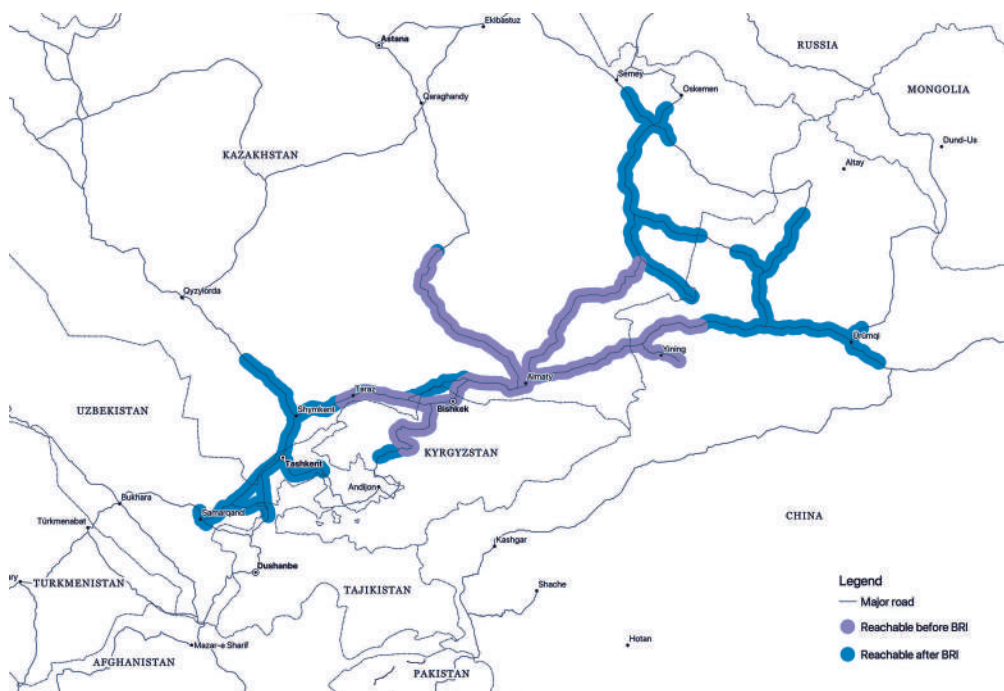 Ekibastuz
Astana
RUSSIA
Semey
Oskemen
MONGOLIA
Qaraghandy
Dund-Us
KAZAKHSTAN
Altay
Qyzylorda
Ürümqi
Yining
Almaty
Taraz
Bishkek
Shymkent
UZBEKISTAN
KYRGYZSTAN
Tashkent
Andijon
Bukhara
Samarqand
CHINA
Türkmenabat
Kashgar
Dushanbe
TURKMENISTAN
TAJIKISTAN
Shache
Legend
Major road
Reachable before BRI
Reachable after BRI
Hotan
Mazar-e Sharif
AFGHANISTAN
PAKISTAN